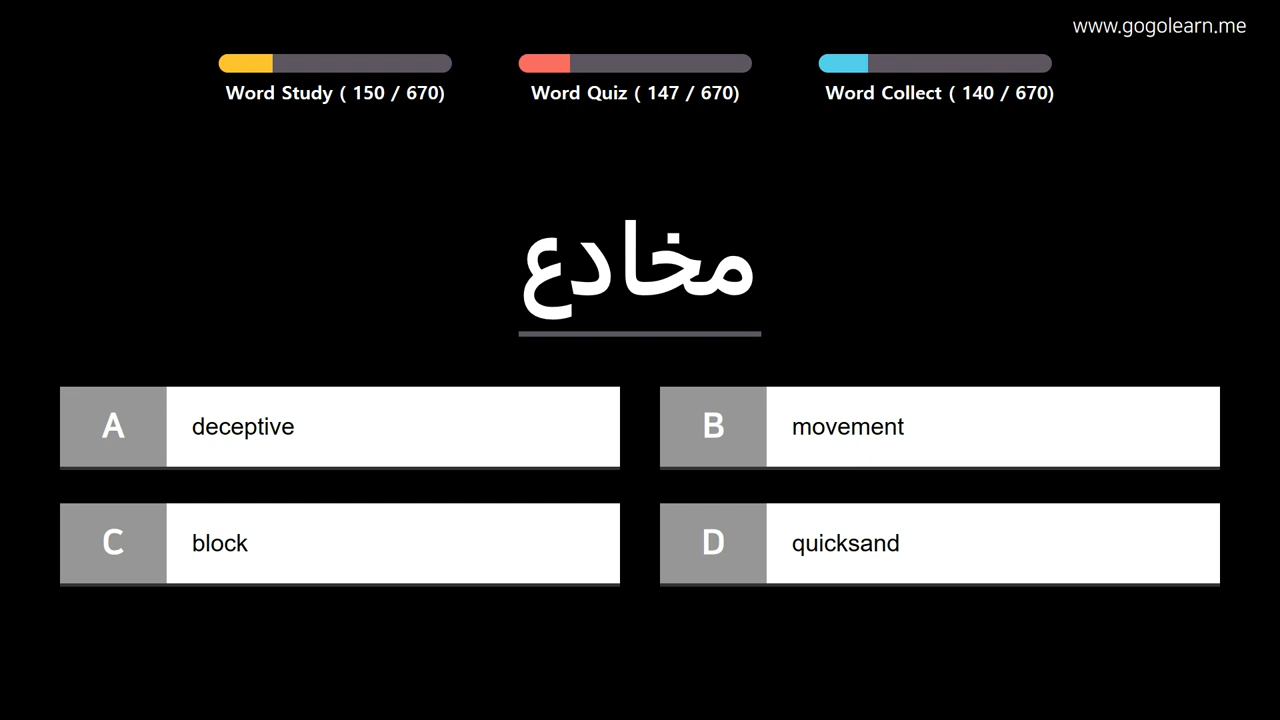 www.gogolearn.me
Word Study ( 150 / 670)
Word Quiz ( 147 / 670)
Word Collect ( 140 / 670)
مخادع
A deceptive
B movement
C block
D quicksand